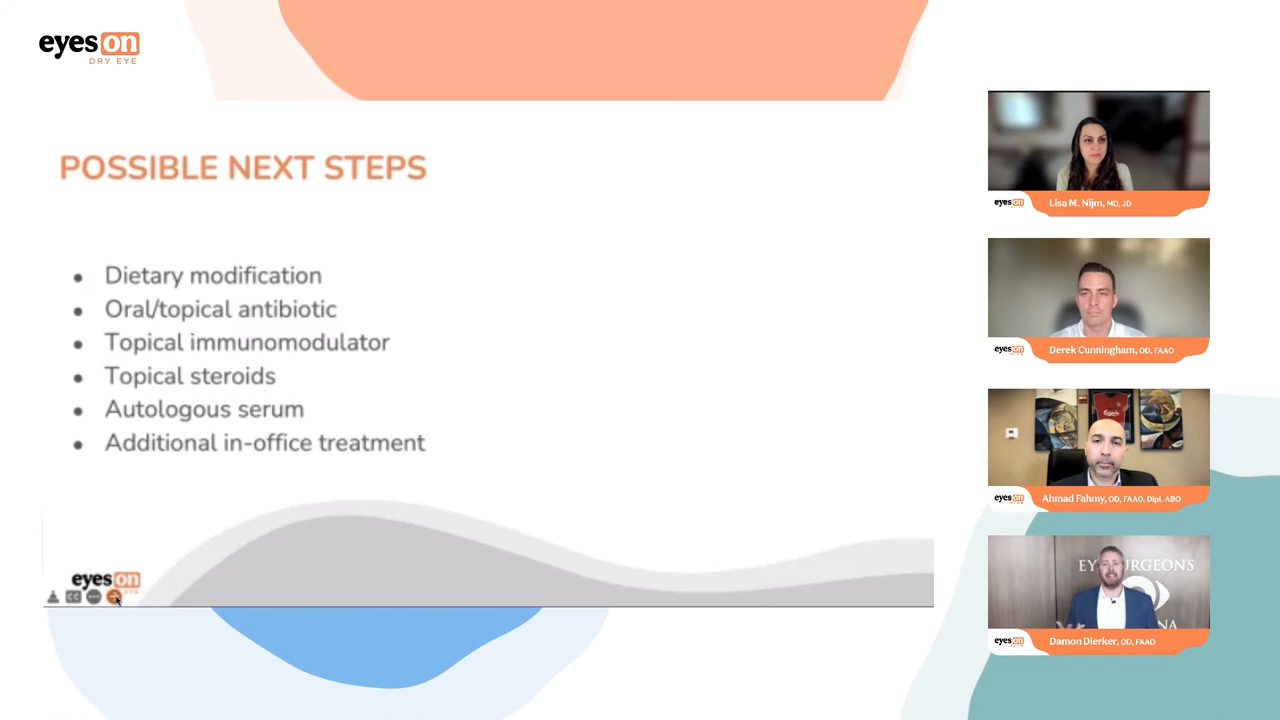 eyes on
DRY EYE
POSSIBLE NEXT STEPS
• Dietary modification
• Oral/topical antibiotic
• Topical immunomodulator
• Topical steroids
• Autologous serum
• Additional in-office treatment
eyes on
CC
eyes on
Lisa M. Nijm, MD, JD
eyes on
Derek Cunningham, OD, FAAO
Carlsberg
eyes on
Ahmad Fahmy, OD, FAAO, Dipl. ABO
eyes on
Damon Dierker, OD, FAAO